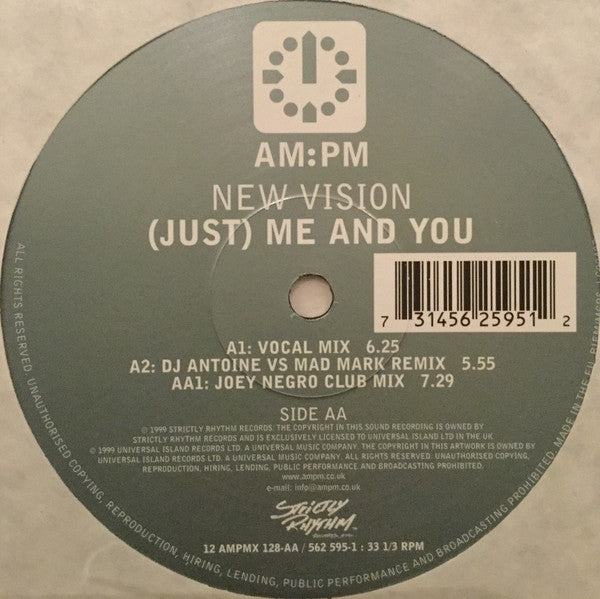 AM:PM
NEW VISION
(JUST) ME AND YOU
7 31456 25951 2
A1: VOCAL MIX 6.25
A2: DJ ANTOINE VS MAD MARK REMIX 5.55
AA1: JOEY NEGRO CLUB MIX 7.29
SIDE AA
℗ 1999 STRICTLY RHYTHM RECORDS. THE COPYRIGHT IN THIS SOUND RECORDING IS OWNED BY
STRICTLY RHYTHM RECORDS AND IS EXCLUSIVELY LICENSED TO UNIVERSAL ISLAND LTD IN THE UK
© 1999 UNIVERSAL ISLAND RECORDS LTD. A UNIVERSAL MUSIC COMPANY. THE COPYRIGHT IN THIS ARTWORK IS OWNED BY
UNIVERSAL ISLAND RECORDS LTD. A UNIVERSAL MUSIC COMPANY. ALL RIGHTS RESERVED. UNAUTHORISED COPYING,
REPRODUCTION, HIRING, LENDING, PUBLIC PERFORMANCE AND BROADCASTING PROHIBITED.
www.ampm.co.uk
e-mail: info@ampm.co.uk
STRICTLY
RHYTHM
12 AMPMX 128-AA / 562 595-1 : 33 1/3 RPM
ALL RIGHTS RESERVED. UNAUTHORISED COPYING, REPRODUCTION, HIRING, LENDING, PUBLIC PERFORMANCE AND BROADCASTING PROHIBITED. MADE IN THE EU.